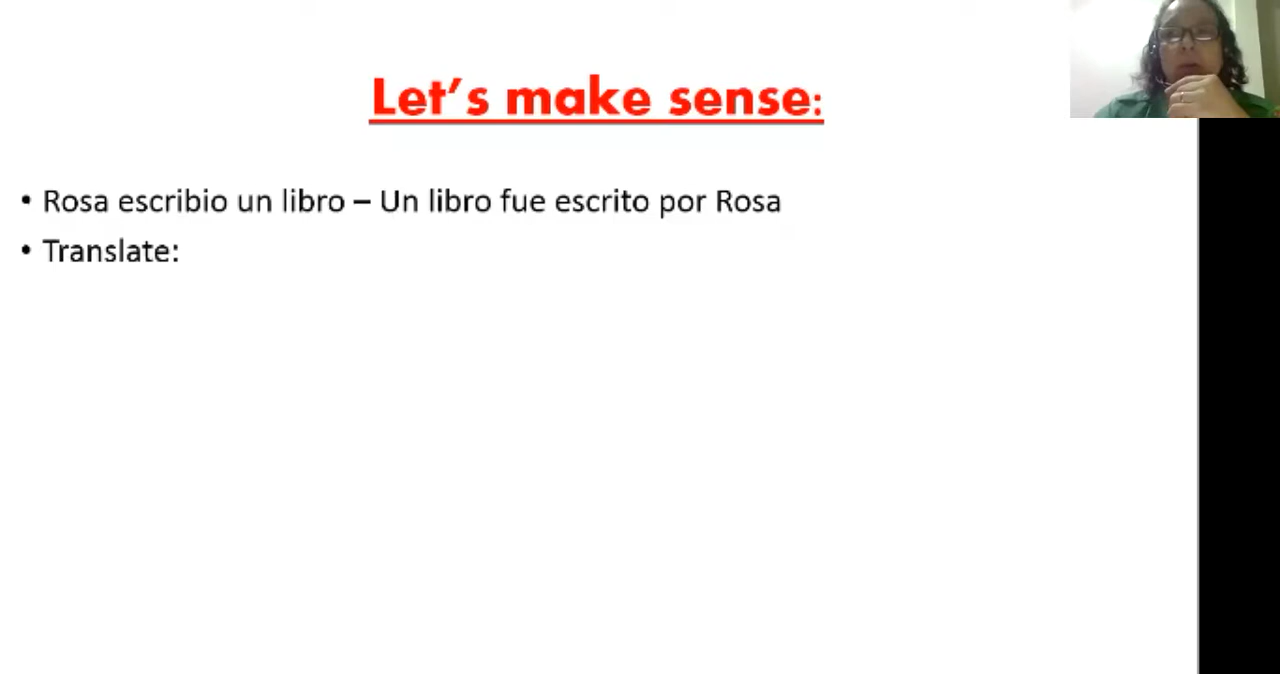 Let's make sense:
• Rosa escribio un libro – Un libro fue escrito por Rosa
• Translate: